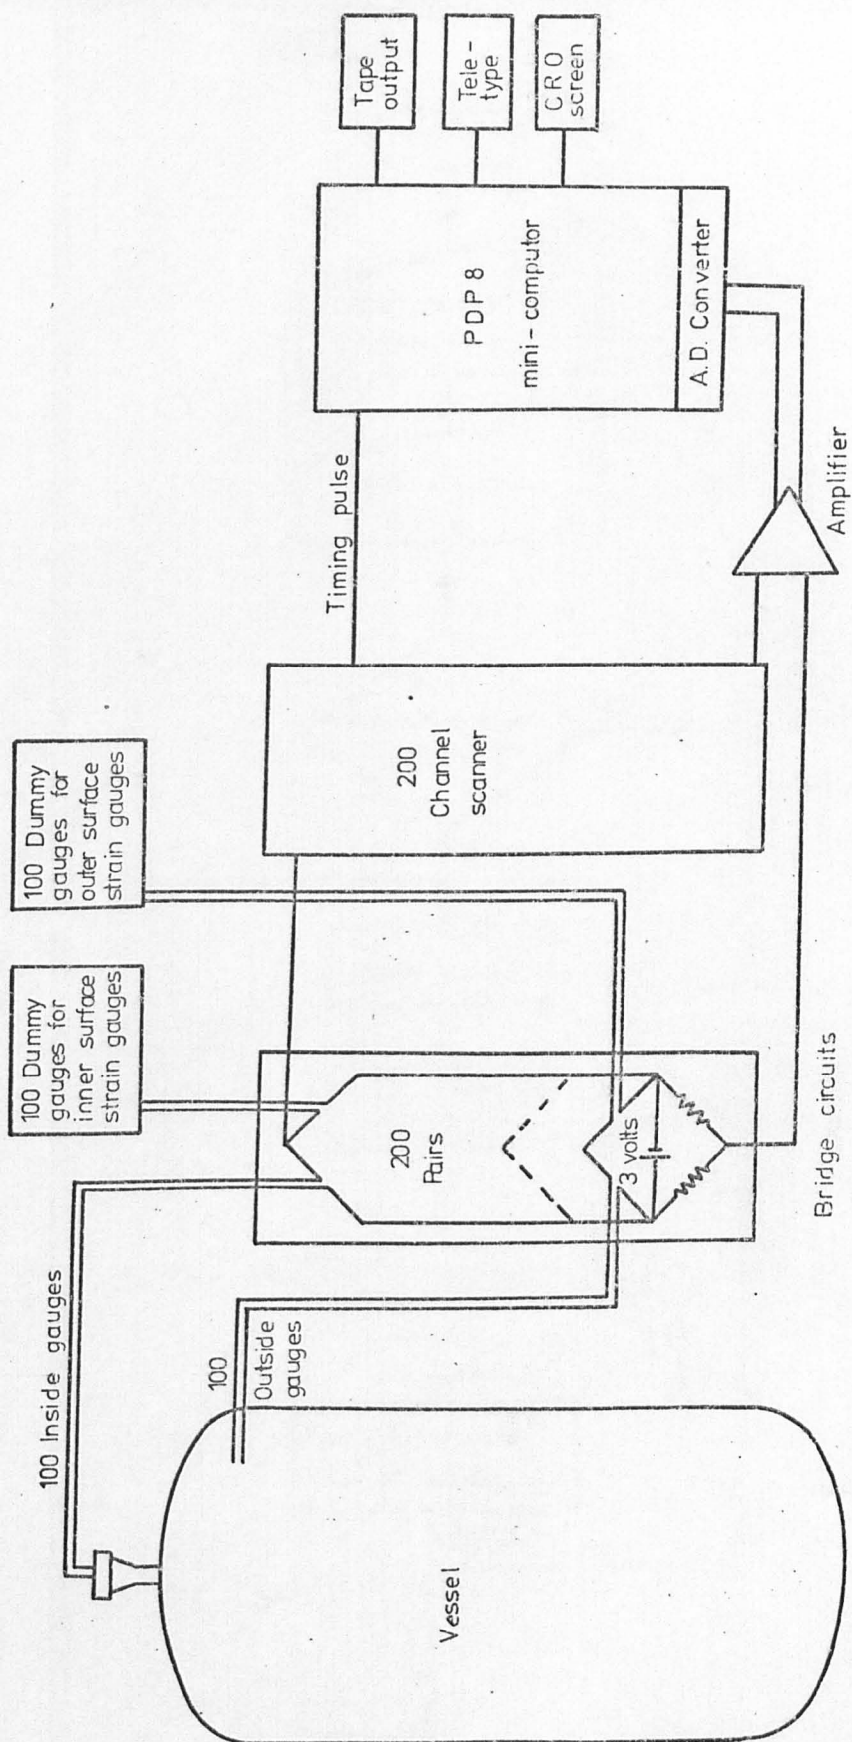 Vessel
100 Inside gauges
100
Outside
gauges
100 Dummy
gauges for
inner surface
strain gauges
100 Dummy
gauges for
outer surface
strain gauges
200
Pairs
3 volts
Bridge circuits
200
Channel
scanner
Timing pulse
Amplifier
PDP 8
mini-computor
A.D. Converter
Tape
output
Tele-
type
C R O
screen